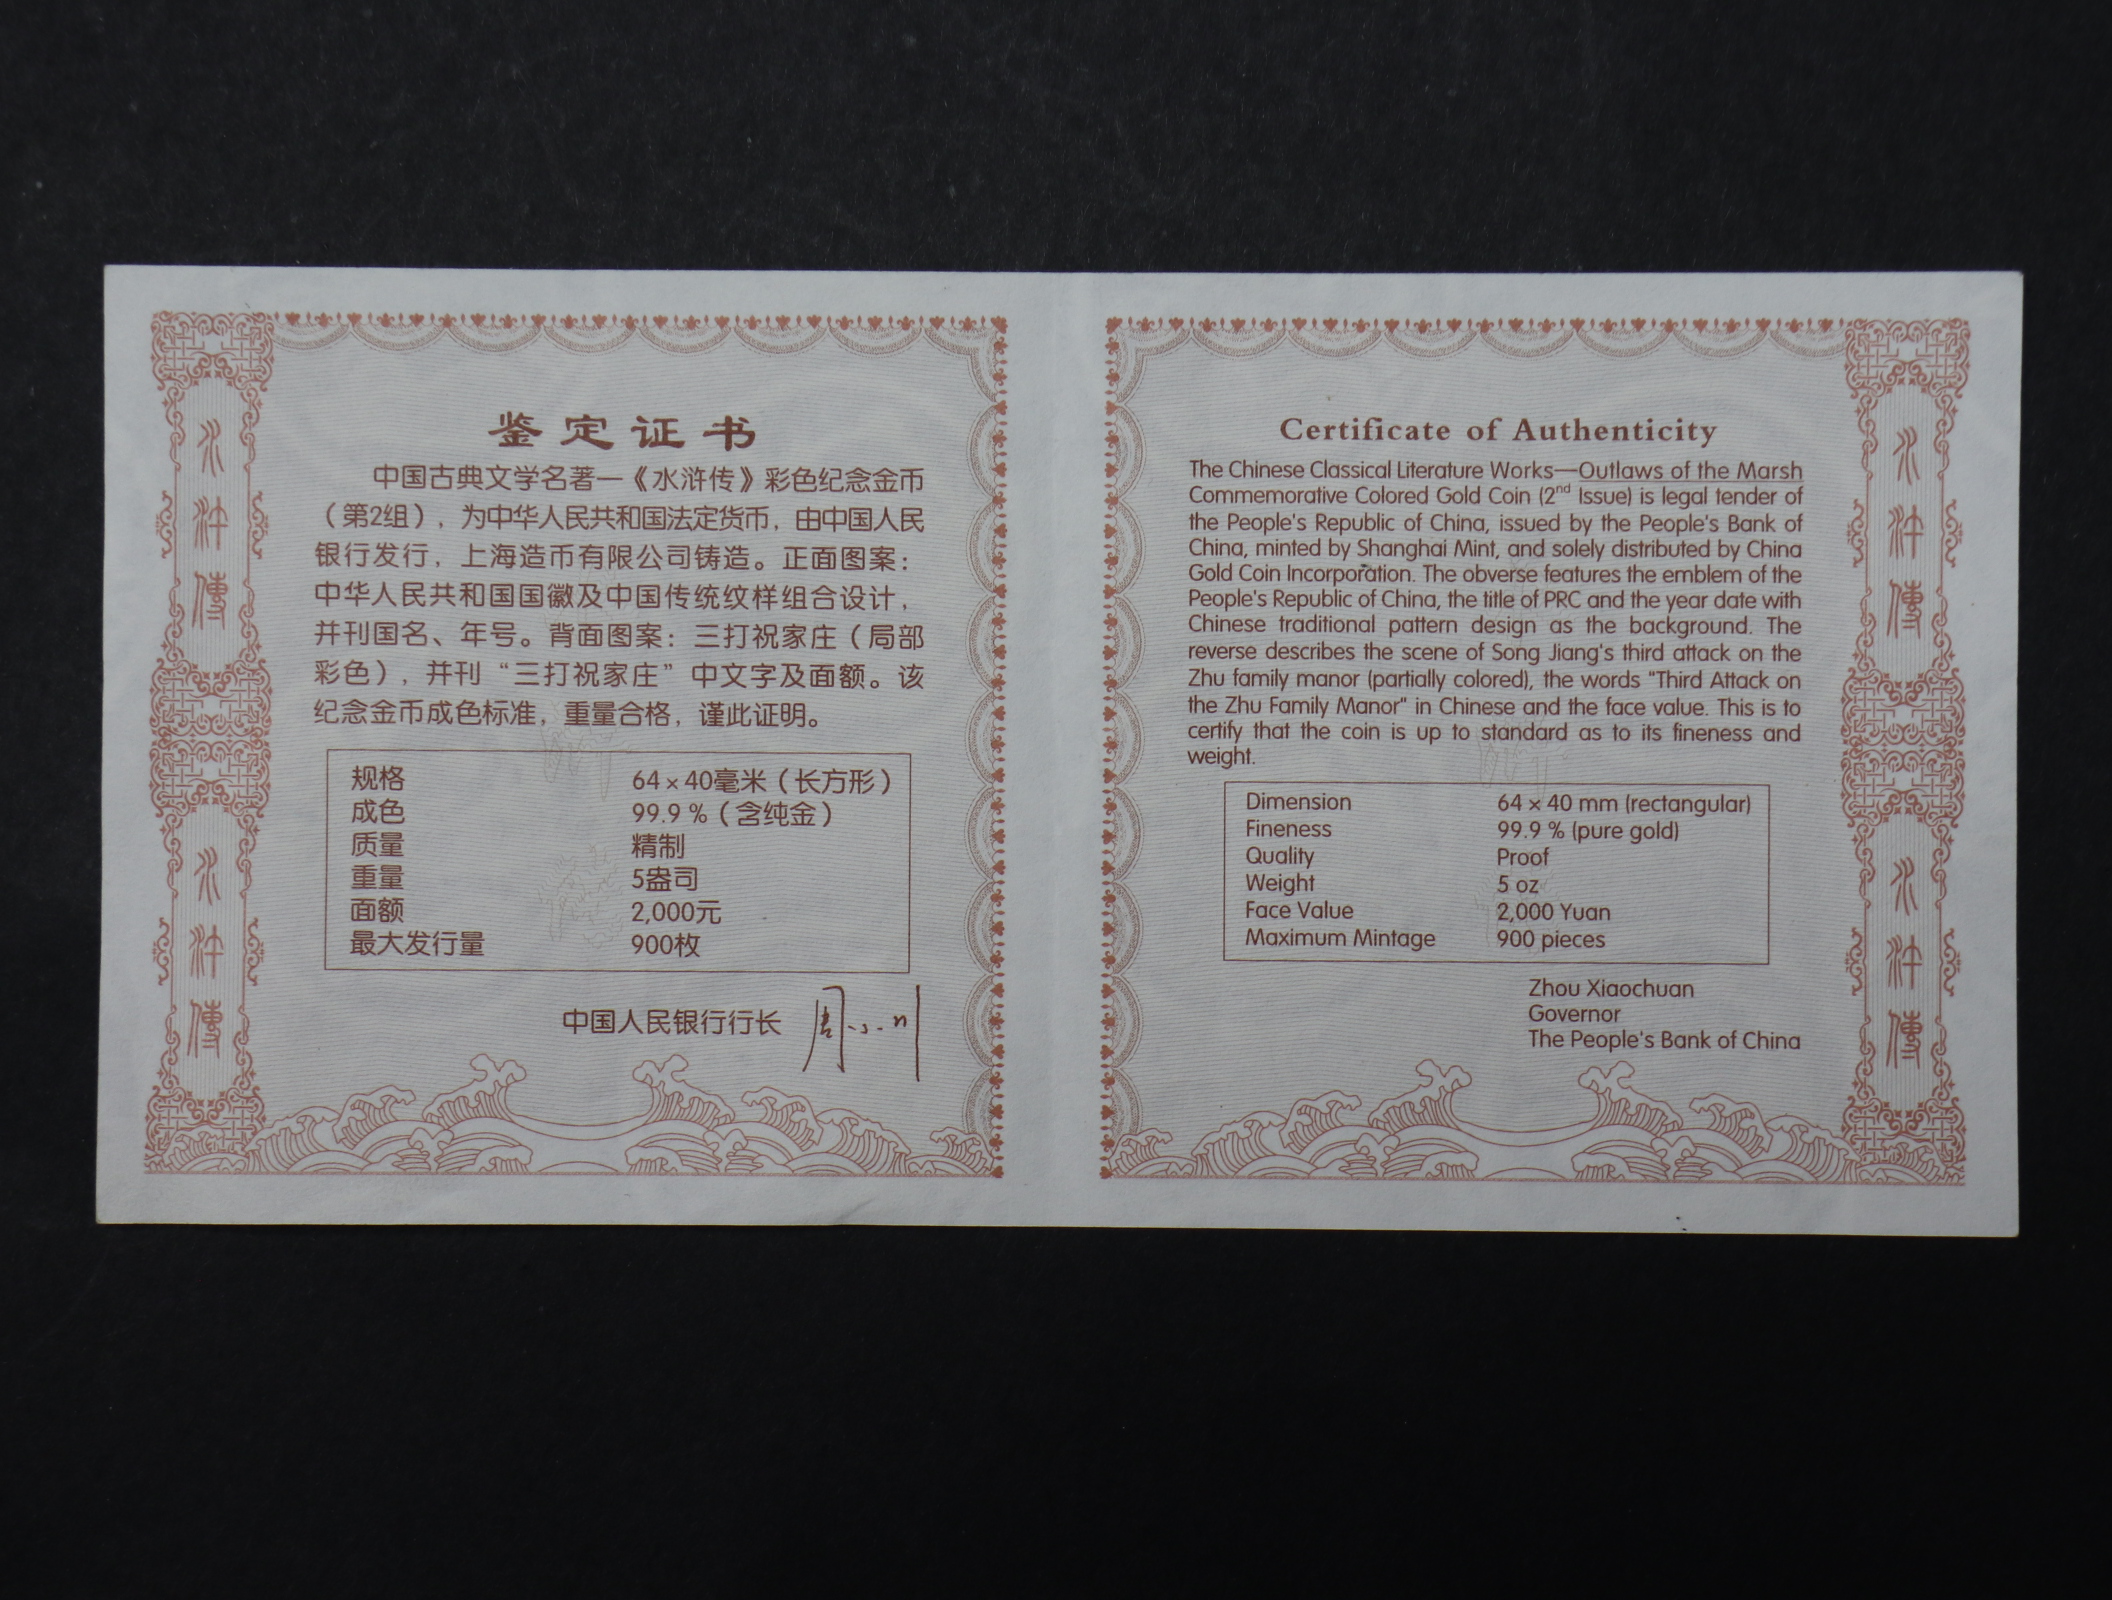 水
浒
傳
水
浒
傳
鉴定证书
中国古典文学名著一《水浒传》彩色纪念金币
（第2组），为中华人民共和国法定货币，由中国人民
银行发行，上海造币有限公司铸造。正面图案：
中华人民共和国国徽及中国传统纹样组合设计，
并刊国名、年号。背面图案：三打祝家庄（局部
彩色），并刊“三打祝家庄”中文字及面额。该
纪念金币成色标准，重量合格，谨此证明。
规格 64×40毫米（长方形）
成色 99.9％（含纯金）
质量 精制
重量 5盎司
面额 2,000元
最大发行量 900枚
中国人民银行行长 周小川
Certificate of Authenticity
The Chinese Classical Literature Works—Outlaws of the Marsh
Commemorative Colored Gold Coin (2nd Issue) is legal tender of
the People's Republic of China, issued by the People's Bank of
China, minted by Shanghai Mint, and solely distributed by China
Gold Coin Incorporation. The obverse features the emblem of the
People's Republic of China, the title of PRC and the year date with
Chinese traditional pattern design as the background. The
reverse describes the scene of Song Jiang's third attack on the
Zhu family manor (partially colored), the words "Third Attack on
the Zhu Family Manor" in Chinese and the face value. This is to
certify that the coin is up to standard as to its fineness and
weight.
Dimension 64 × 40 mm (rectangular)
Fineness 99.9 % (pure gold)
Quality Proof
Weight 5 oz
Face Value 2,000 Yuan
Maximum Mintage 900 pieces
Zhou Xiaochuan
Governor
The People's Bank of China
水
浒
傳
水
浒
傳